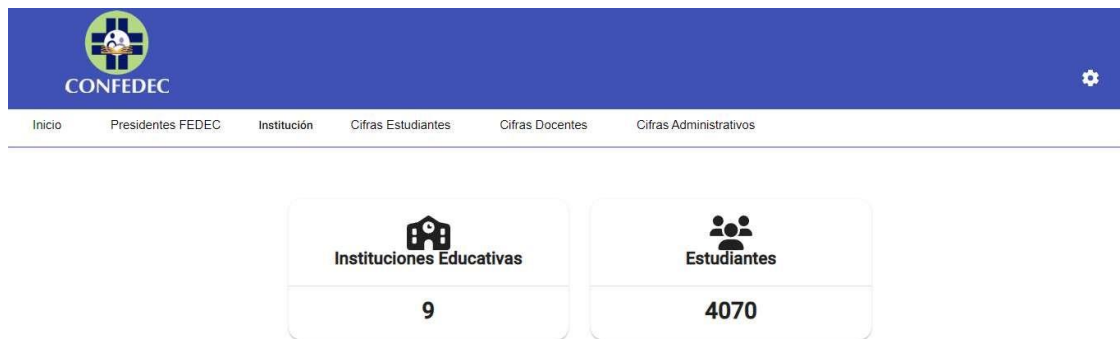 CONFEDEC
Inicio Presidentes FEDEC Institución Cifras Estudiantes Cifras Docentes Cifras Administrativos
Instituciones Educativas
9
Estudiantes
4070